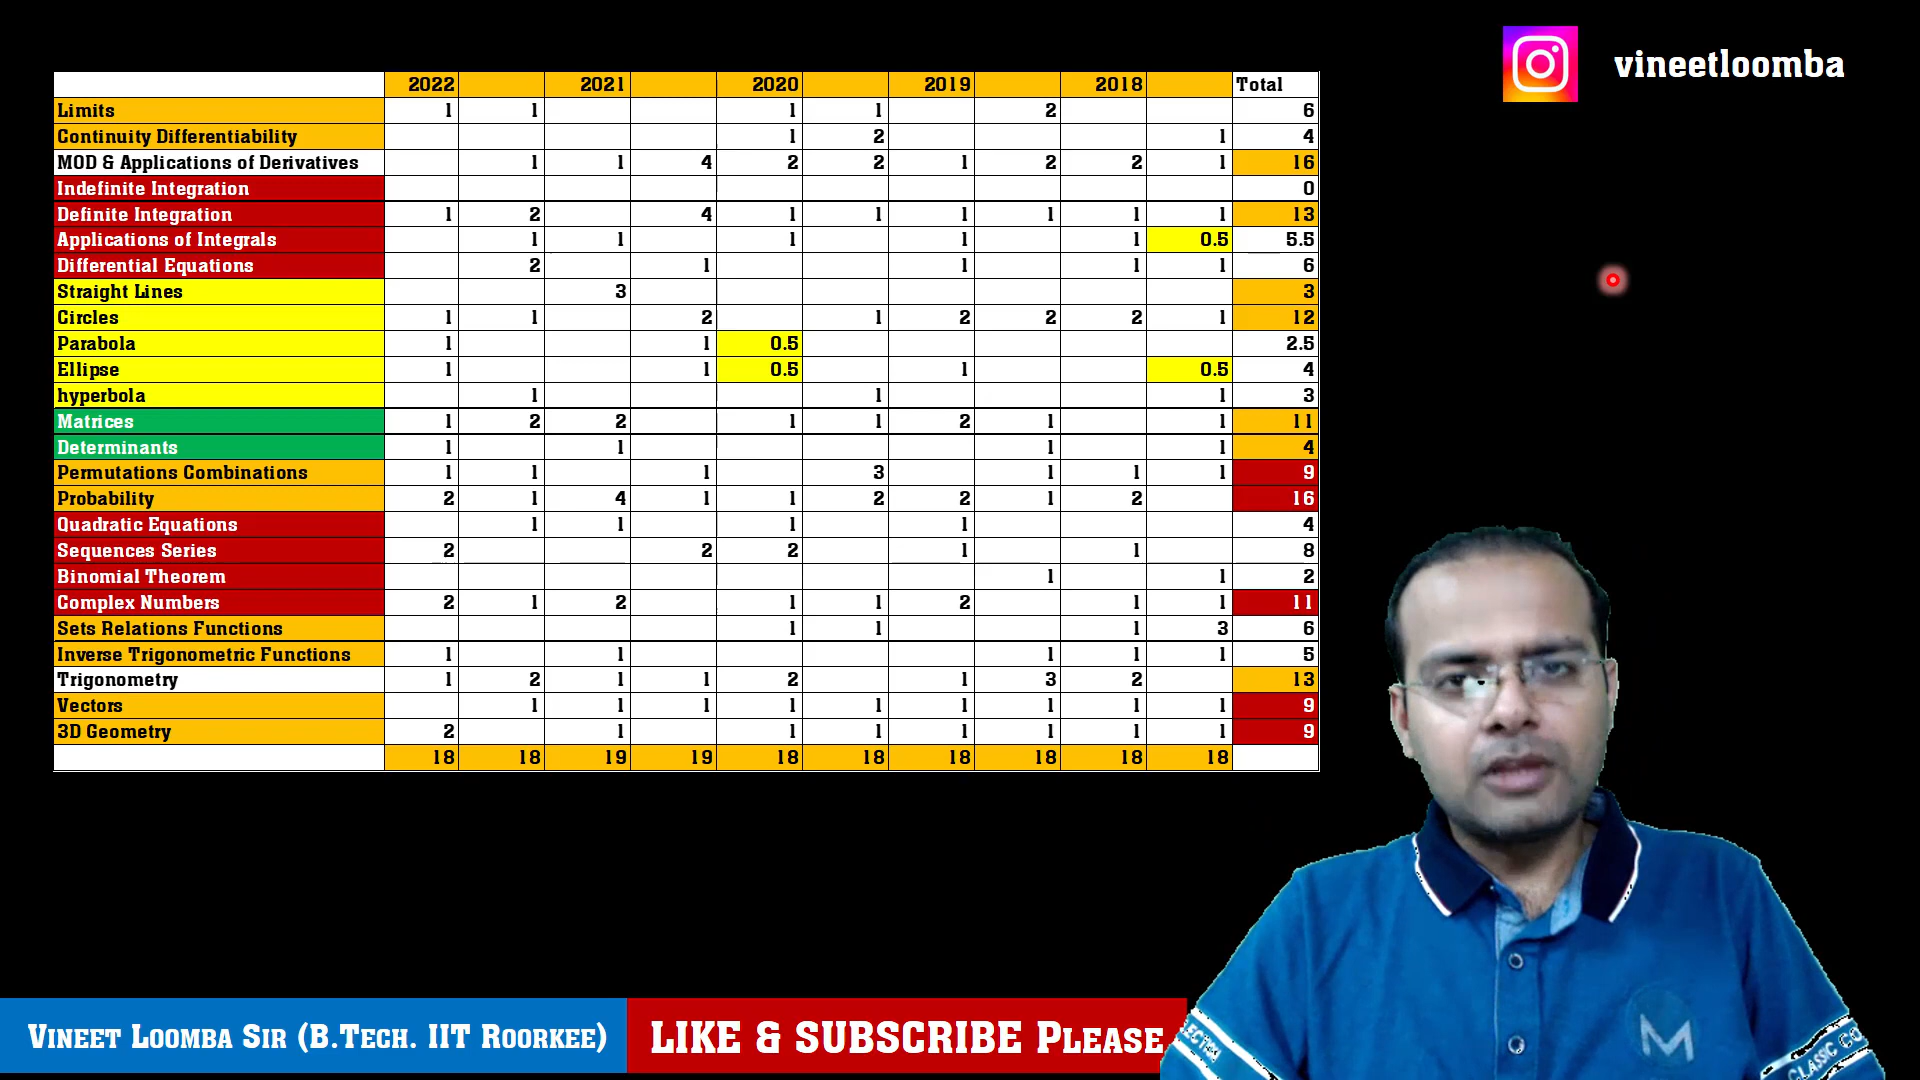 vineetloomba
2022 2021 2020 2019 2018 Total
Limits 1 1 1 1 2 6
Continuity Differentiability 1 2 1 4
MOD & Applications of Derivatives 1 1 4 2 2 1 2 2 1 16
Indefinite Integration 0
Definite Integration 1 2 4 1 1 1 1 1 1 13
Applications of Integrals 1 1 1 1 1 0.5 5.5
Differential Equations 2 1 1 1 1 6
Straight Lines 3 3
Circles 1 1 2 1 2 2 2 1 12
Parabola 1 1 0.5 2.5
Ellipse 1 1 0.5 1 0.5 4
hyperbola 1 1 1 3
Matrices 1 2 2 1 1 2 1 1 11
Determinants 1 1 1 1 4
Permutations Combinations 1 1 1 3 1 1 1 9
Probability 2 1 4 1 1 2 2 1 2 16
Quadratic Equations 1 1 1 1 4
Sequences Series 2 2 2 1 1 8
Binomial Theorem 1 1 2
Complex Numbers 2 1 2 1 1 2 1 1 11
Sets Relations Functions 1 1 1 3 6
Inverse Trigonometric Functions 1 1 1 1 1 5
Trigonometry 1 2 1 1 2 1 3 2 13
Vectors 1 1 1 1 1 1 1 1 1 9
3D Geometry 2 1 1 1 1 1 1 1 9
18 18 19 19 18 18 18 18 18 18
VINEET LOOMBA SIR (B.TECH. IIT ROORKEE)
LIKE & SUBSCRIBE PLEASE
M
CLASSIC CO